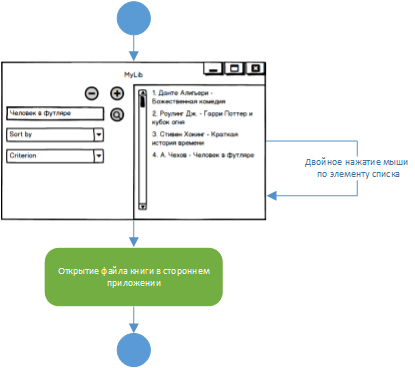 MyLib
Человек в футляре
Sort by
Criterion
1. Данте Алигьери -
Божественная комедия
2. Роулинг Дж. - Гарри Поттер и
кубок огня
3. Стивен Хокинг - Краткая
история времени
4. А. Чехов - Человек в футляре
Двойное нажатие мыши
по элементу списка
Открытие файла книги в стороннем
приложении